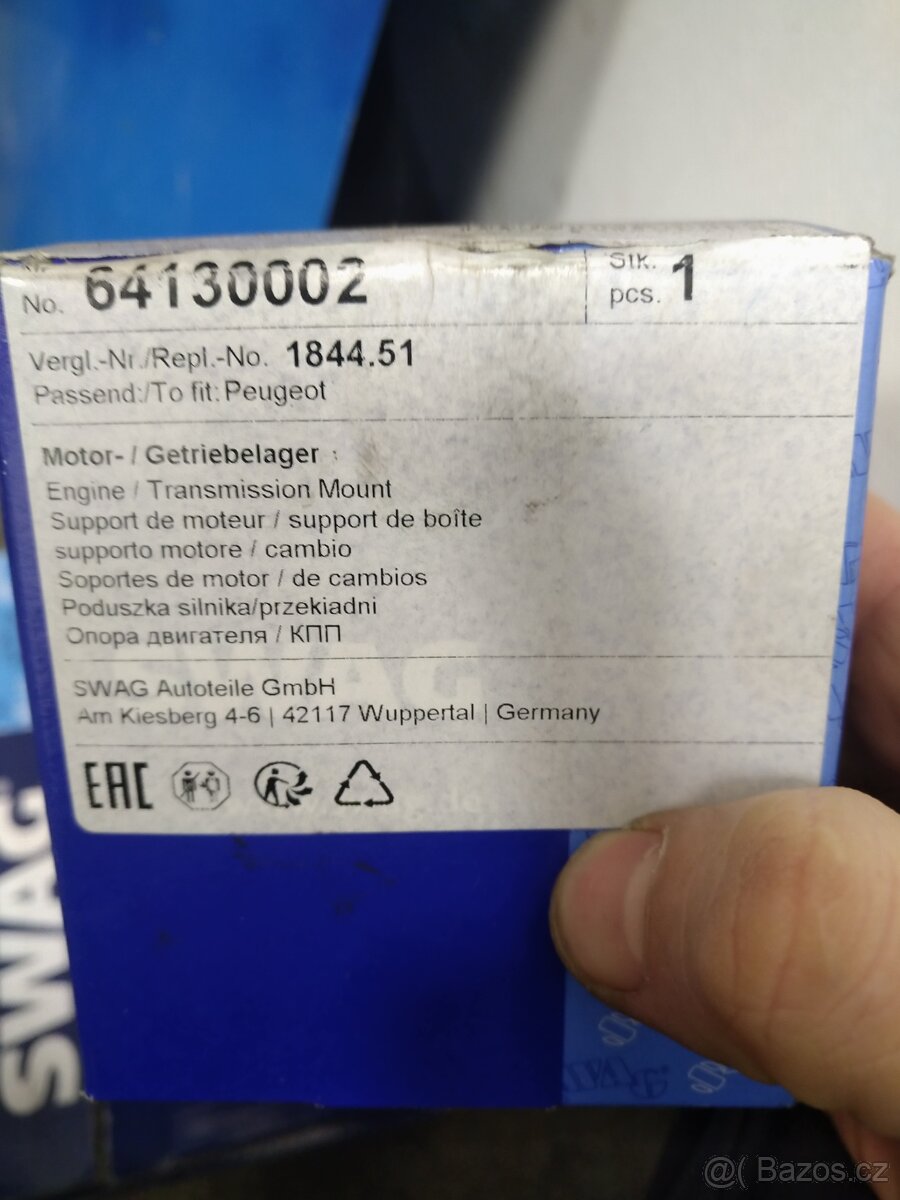 No. 64130002
Stk.
pcs. 1
Vergl.-Nr./Repl.-No. 1844.51
Passend:/To fit: Peugeot
Motor- / Getriebelager
Engine / Transmission Mount
Support de moteur / support de boîte
supporto motore / cambio
Soportes de motor / de cambios
Poduszka silnika/przekiadni
Опора двигателя / КПП
SWAG Autoteile GmbH
Am Kiesberg 4-6 | 42117 Wuppertal | Germany
EAC
SWAG
@( Bazos.cz